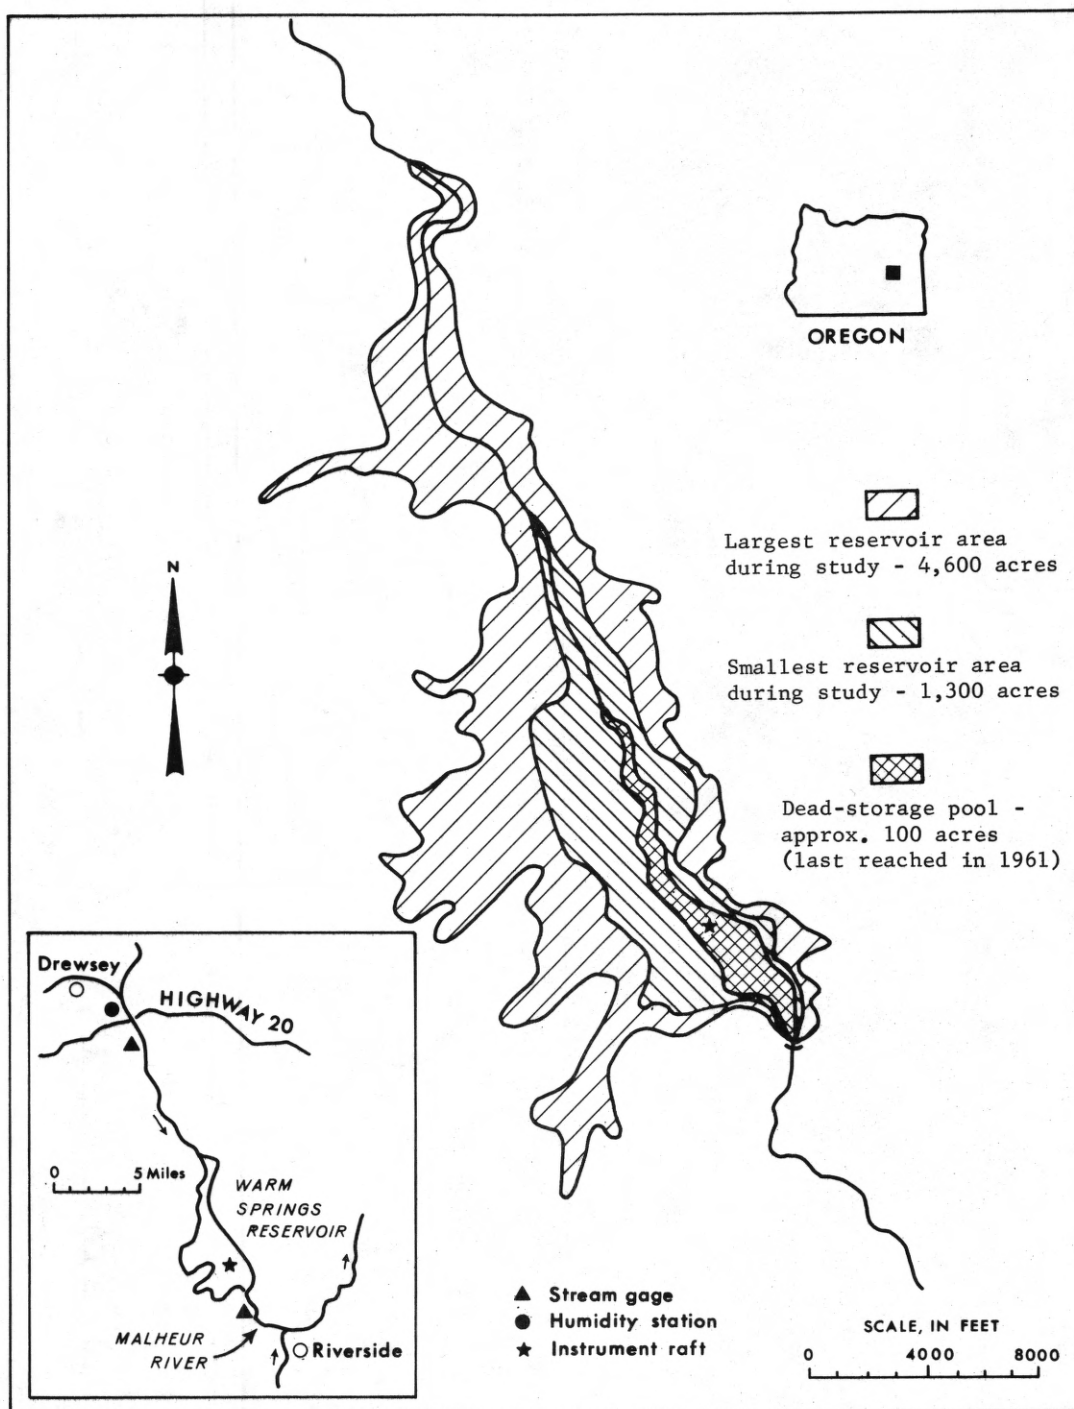 OREGON
Largest reservoir area
during study - 4,600 acres
N
Smallest reservoir area
during study - 1,300 acres
Dead-storage pool -
approx. 100 acres
(last reached in 1961)
Drewsey
HIGHWAY 20
0 5 Miles
WARM
SPRINGS
RESERVOIR
MALHEUR
RIVER
Riverside
Stream gage
Humidity station
Instrument raft
SCALE, IN FEET
0 4000 8000